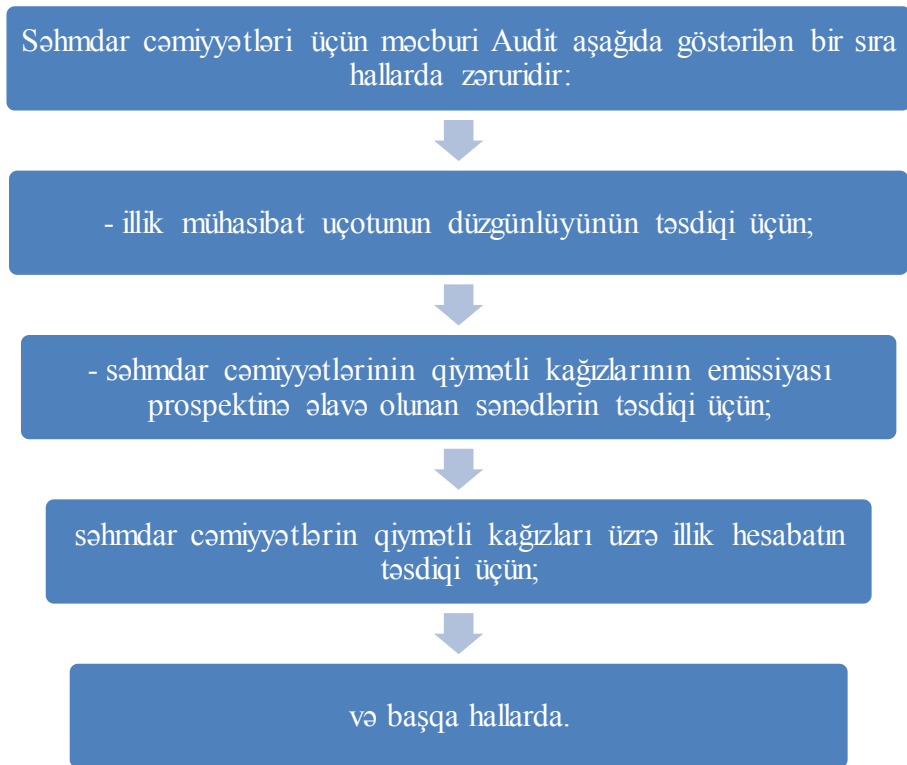 Səhmdar cəmiyyətləri üçün məcburi Audit aşağıda göstərilən bir sıra
hallarda zəruridir:
- illik mühasibat uçotunun düzgünlüyünün təsdiqi üçün;
- səhmdar cəmiyyətlərinin qiymətli kağızlarının emissiyası
prospektinə əlavə olunan sənədlərin təsdiqi üçün;
səhmdar cəmiyyətlərin qiymətli kağızları üzrə illik hesabatın
təsdiqi üçün;
və başqa hallarda.